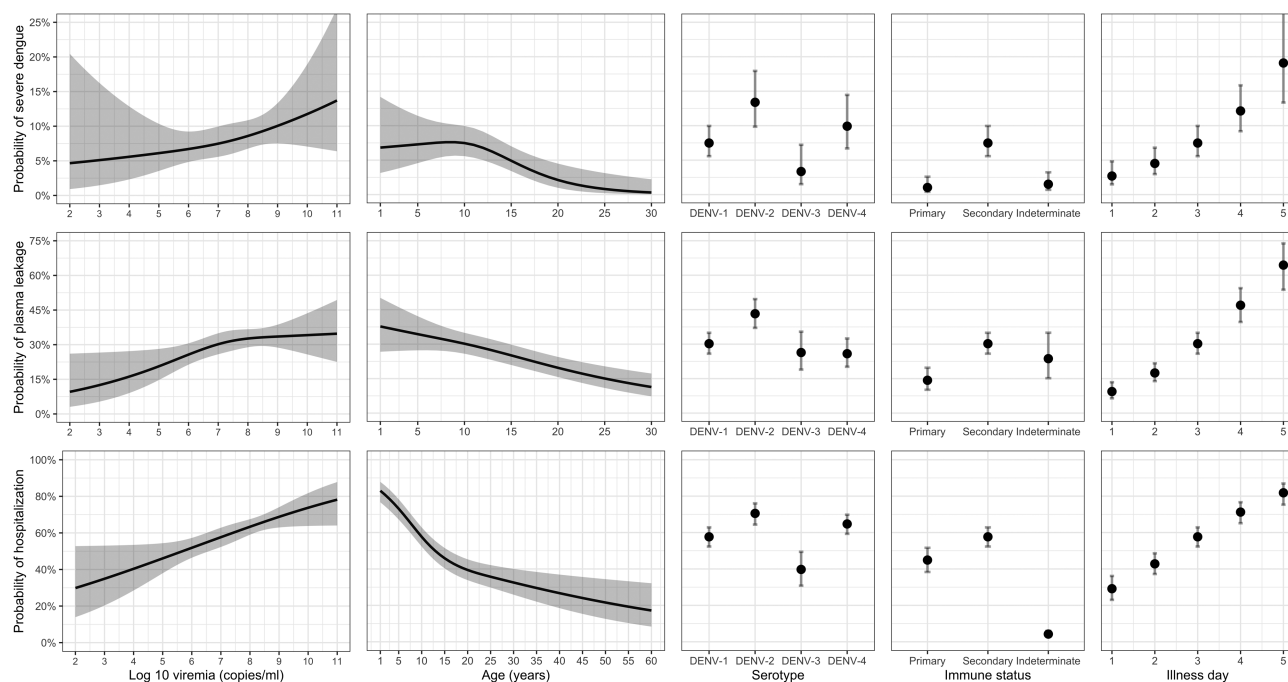 Probability of severe dengue
25%
20%
15%
10%
5%
0%
2 3 4 5 6 7 8 9 10 11
1 5 10 15 20 25 30
DENV-1 DENV-2 DENV-3 DENV-4
Primary Secondary Indeterminate
1 2 3 4 5
Probability of plasma leakage
75%
60%
45%
30%
15%
0%
2 3 4 5 6 7 8 9 10 11
1 5 10 15 20 25 30
DENV-1 DENV-2 DENV-3 DENV-4
Primary Secondary Indeterminate
1 2 3 4 5
Probability of hospitalization
100%
80%
60%
40%
20%
0%
2 3 4 5 6 7 8 9 10 11
1 5 10 15 20 25 30 35 40 45 50 55 60
DENV-1 DENV-2 DENV-3 DENV-4
Primary Secondary Indeterminate
1 2 3 4 5
Log 10 viremia (copies/ml)
Age (years)
Serotype
Immune status
Illness day